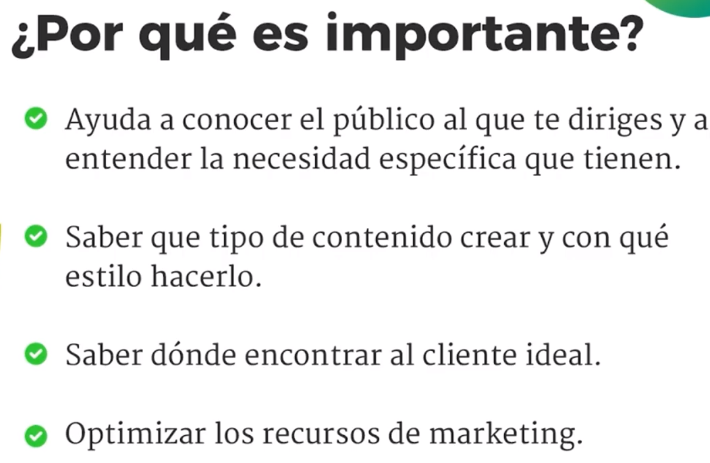 ¿Por qué es importante?
Ayuda a conocer el público al que te diriges y a
entender la necesidad específica que tienen.
Saber que tipo de contenido crear y con qué
estilo hacerlo.
Saber dónde encontrar al cliente ideal.
Optimizar los recursos de marketing.